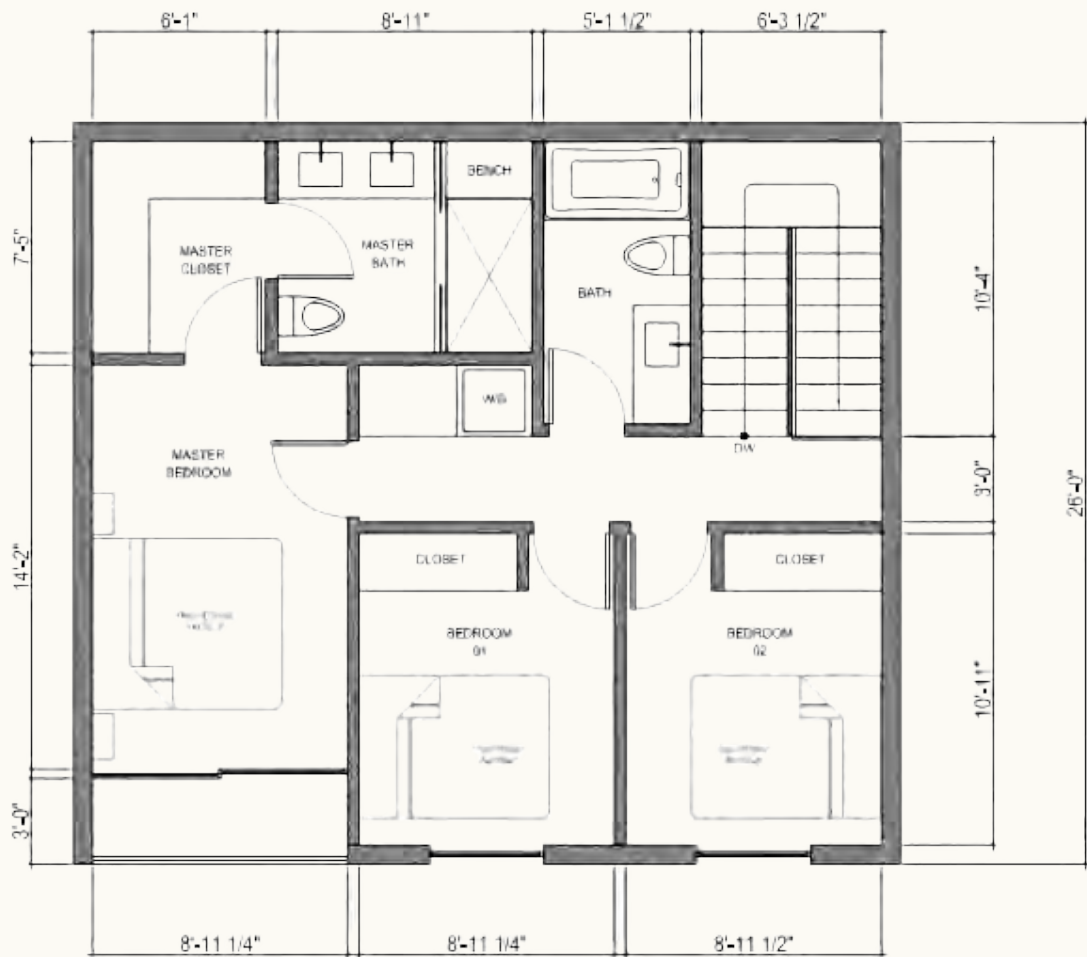 6'-1"
8'-11"
5'-1 1/2"
6'-3 1/2"
BENCH
7'-5"
MASTER
CLOSET
MASTER
BATH
BATH
10'-4"
W/D
DW
MASTER
BEDROOM
3'-0"
26'-0"
CLOSET
CLOSET
14'-2"
BEDROOM
01
BEDROOM
02
10'-11"
3'-0"
8'-11 1/4"
8'-11 1/4"
8'-11 1/2"